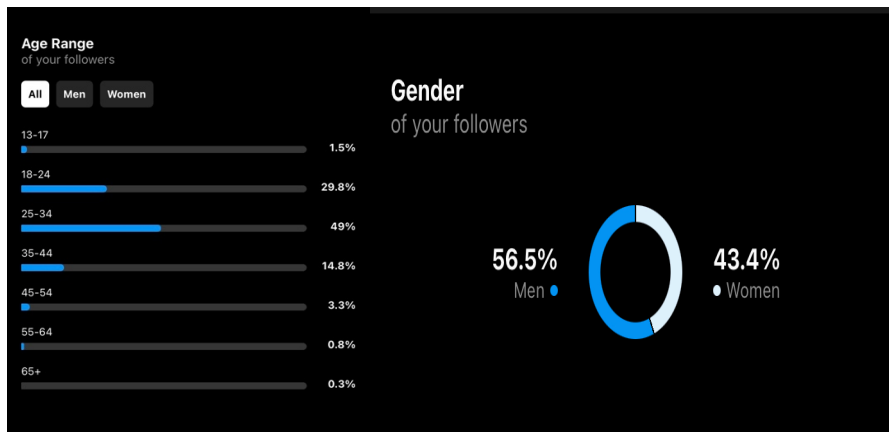 Age Range
of your followers
All Men Women
13-17
1.5%
18-24
29.8%
25-34
49%
35-44
14.8%
45-54
3.3%
55-64
0.8%
65+
0.3%
Gender
of your followers
56.5% 43.4%
Men Women